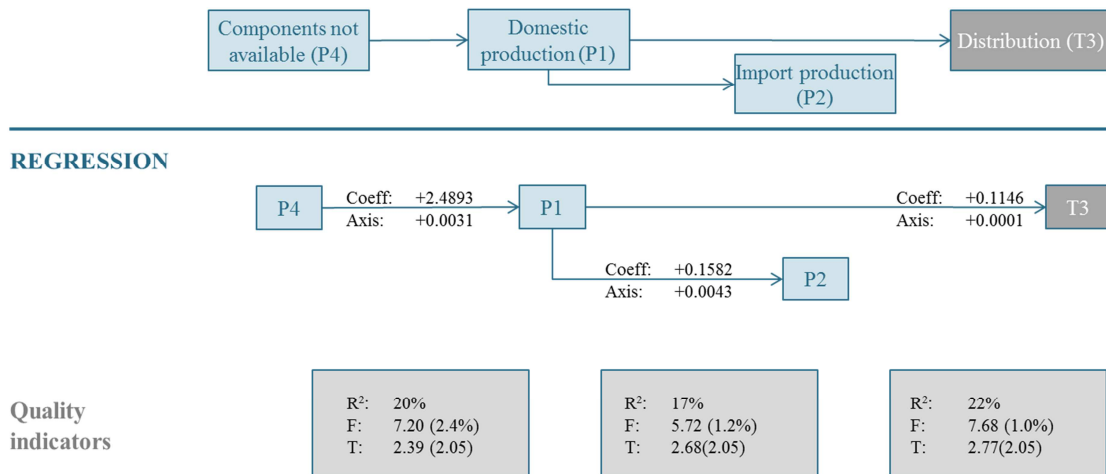 Components not
available (P4)
Domestic
production (P1)
Distribution (T3)
Import production
(P2)
REGRESSION
P4
Coeff: +2.4893
Axis: +0.0031
P1
Coeff: +0.1146
Axis: +0.0001
T3
Coeff: +0.1582
Axis: +0.0043
P2
Quality
indicators
R²: 20%
F: 7.20 (2.4%)
T: 2.39 (2.05)
R²: 17%
F: 5.72 (1.2%)
T: 2.68(2.05)
R²: 22%
F: 7.68 (1.0%)
T: 2.77(2.05)